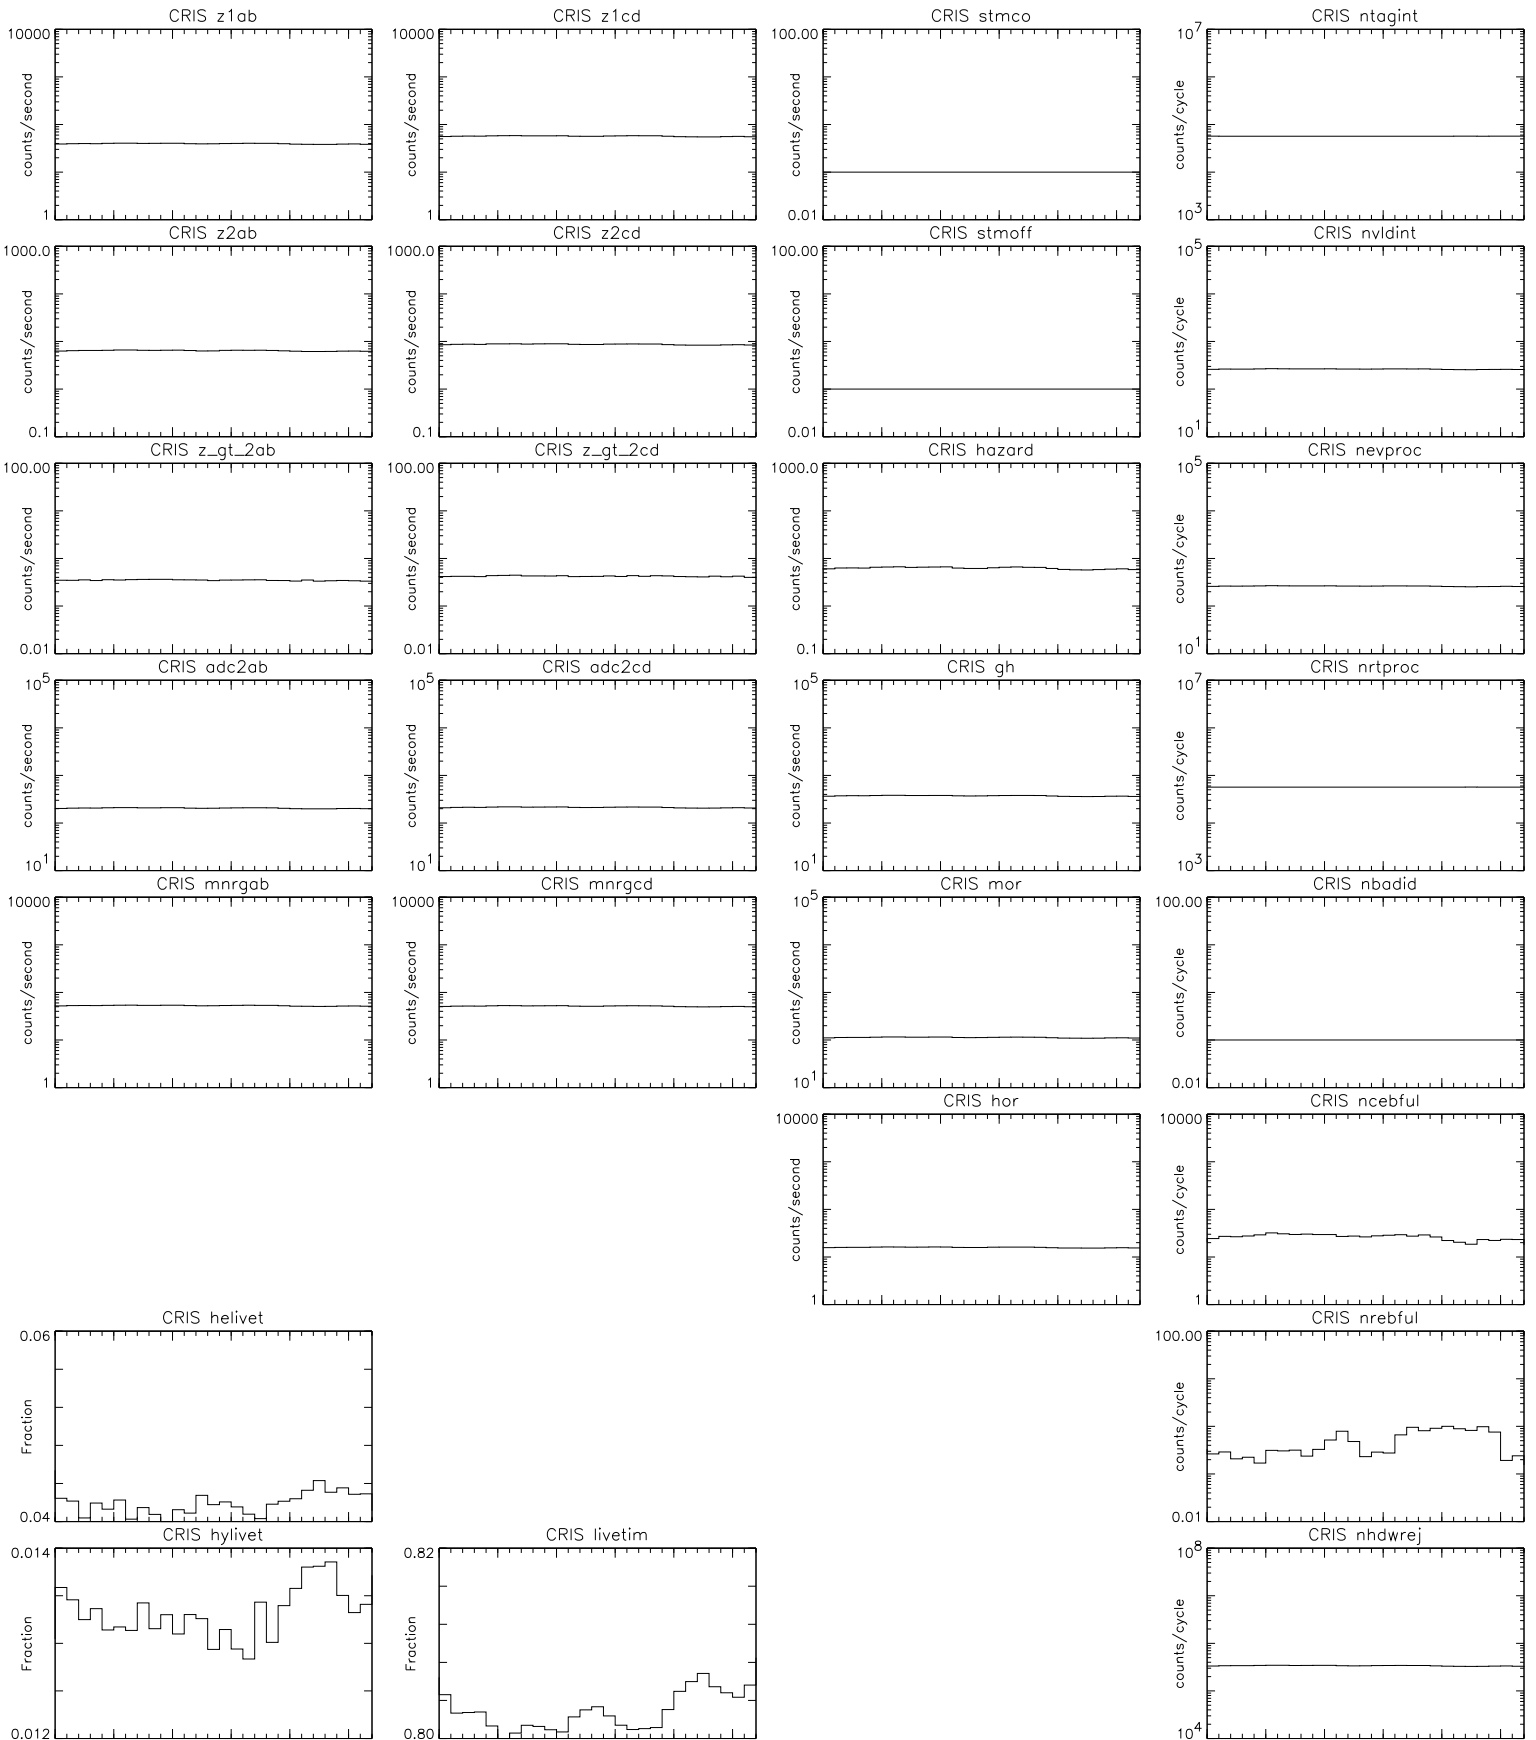 CRIS z1ab
10000
counts/second
1
CRIS z1cd
10000
counts/second
1
CRIS stmco
100.00
counts/second
0.01
CRIS ntagint
10^7
counts/cycle
10^3
CRIS z2ab
1000.0
counts/second
0.1
CRIS z2cd
1000.0
counts/second
0.1
CRIS stmoff
100.00
counts/second
0.01
CRIS nvldint
10^5
counts/cycle
10^1
CRIS z_gt_2ab
100.00
counts/second
0.01
CRIS z_gt_2cd
100.00
counts/second
0.01
CRIS hazard
1000.0
counts/second
0.1
CRIS nevproc
10^5
counts/cycle
10^1
CRIS adc2ab
10^5
counts/second
10^1
CRIS adc2cd
10^5
counts/second
10^1
CRIS gh
10^5
counts/second
10^1
CRIS nrtproc
10^7
counts/cycle
10^3
CRIS mnrgab
10000
counts/second
1
CRIS mnrgcd
10000
counts/second
1
CRIS mor
10^5
counts/second
10^1
CRIS nbadid
100.00
counts/cycle
0.01
CRIS hor
10000
counts/second
1
CRIS ncebful
10000
counts/cycle
1
CRIS helivet
0.06
Fraction
0.04
CRIS nrebful
100.00
counts/cycle
0.01
CRIS hylivet
0.014
Fraction
0.012
CRIS livetim
0.82
Fraction
0.80
CRIS nhdwrej
10^8
counts/cycle
10^4